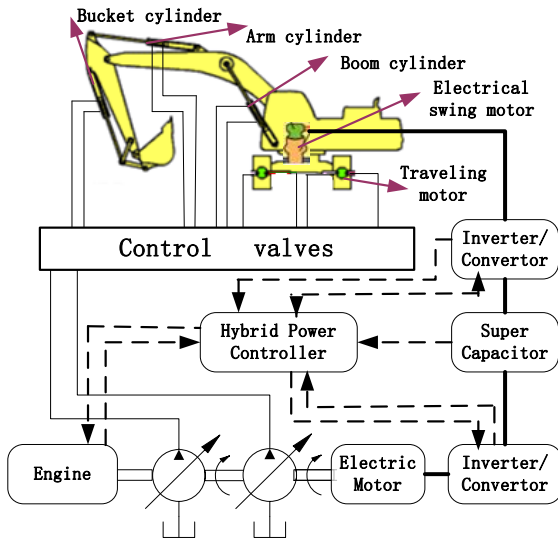 Bucket cylinder
Arm cylinder
Boom cylinder
Electrical
swing motor
Traveling
motor
Control valves
Inverter/
Convertor
Hybrid Power
Controller
Super
Capacitor
Engine
Electric
Motor
Inverter/
Convertor